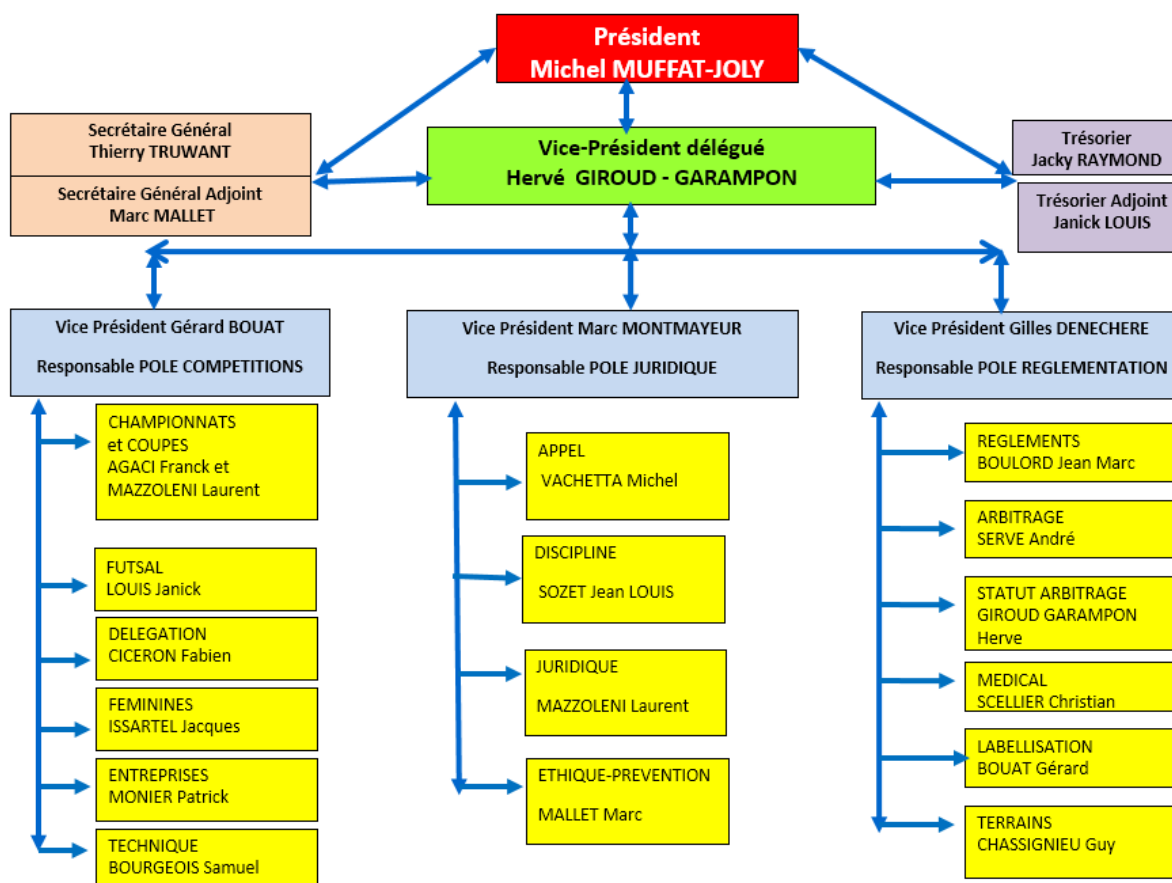 Président
Michel MUFFAT-JOLY
Secrétaire Général
Thierry TRUWANT
Secrétaire Général Adjoint
Marc MALLET
Vice-Président délégué
Hervé GIROUD - GARAMPON
Trésorier
Jacky RAYMOND
Trésorier Adjoint
Janick LOUIS
Vice Président Gérard BOUAT
Responsable POLE COMPETITIONS
CHAMPIONNATS
et COUPES
AGACI Franck et
MAZZOLENI Laurent
FUTSAL
LOUIS Janick
DELEGATION
CICERON Fabien
FEMININES
ISSARTEL Jacques
ENTREPRISES
MONIER Patrick
TECHNIQUE
BOURGEOIS Samuel
Vice Président Marc MONTMAYEUR
Responsable POLE JURIDIQUE
APPEL
VACHETTA Michel
DISCIPLINE
SOZET Jean LOUIS
JURIDIQUE
MAZZOLENI Laurent
ETHIQUE-PREVENTION
MALLET Marc
Vice Président Gilles DENECHERE
Responsable POLE REGLEMENTATION
REGLEMENTS
BOULORD Jean Marc
ARBITRAGE
SERVE André
STATUT ARBITRAGE
GIROUD GARAMPON
Herve
MEDICAL
SCELLIER Christian
LABELLISATION
BOUAT Gérard
TERRAINS
CHASSIGNIEU Guy